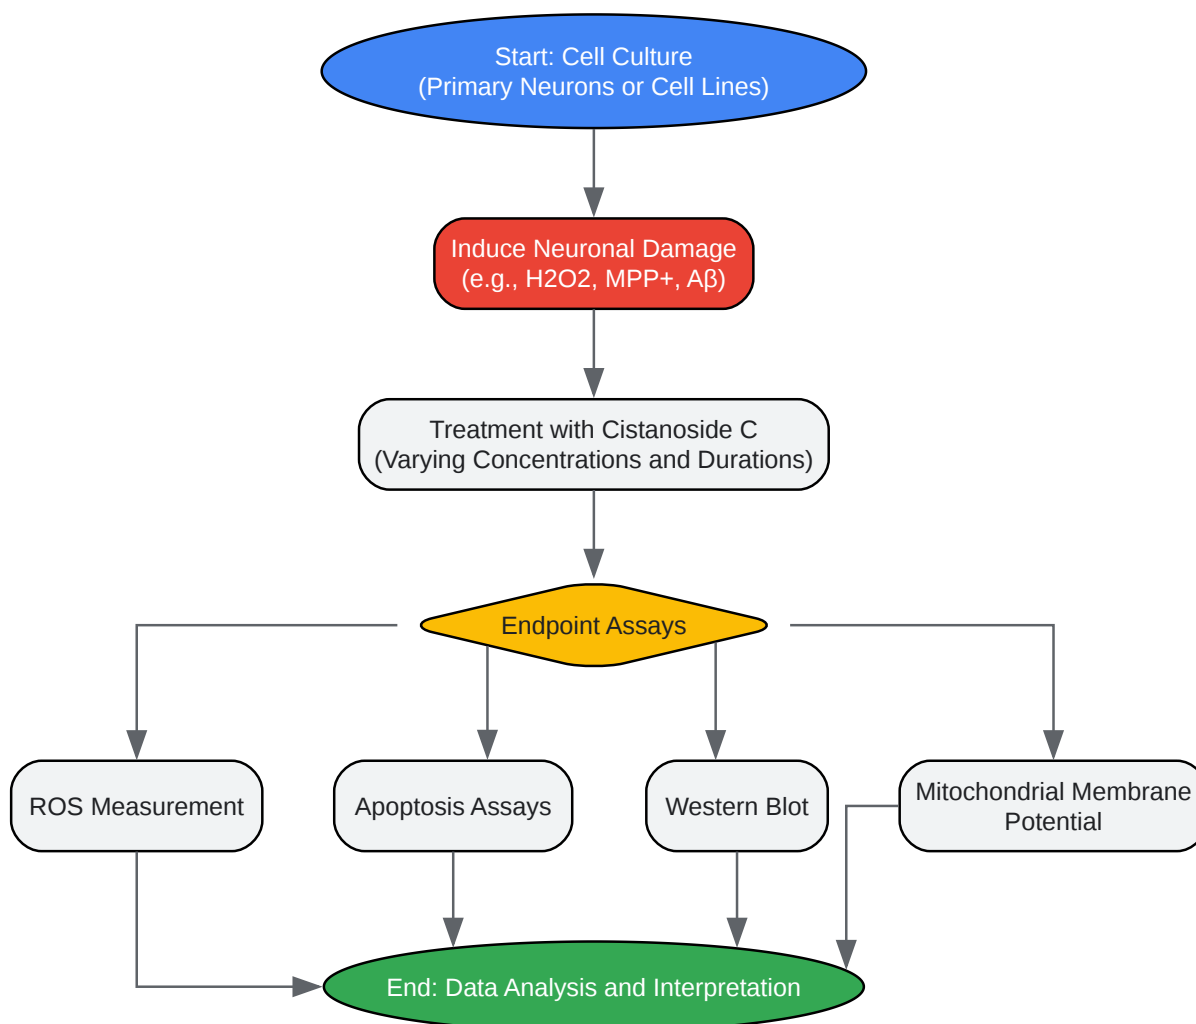 Start: Cell Culture
(Primary Neurons or Cell Lines)
Induce Neuronal Damage
(e.g., H2O2, MPP+, Aβ)
Treatment with Cistanoside C
(Varying Concentrations and Durations)
Endpoint Assays
ROS Measurement
Apoptosis Assays
Western Blot
Mitochondrial Membrane
Potential
End: Data Analysis and Interpretation